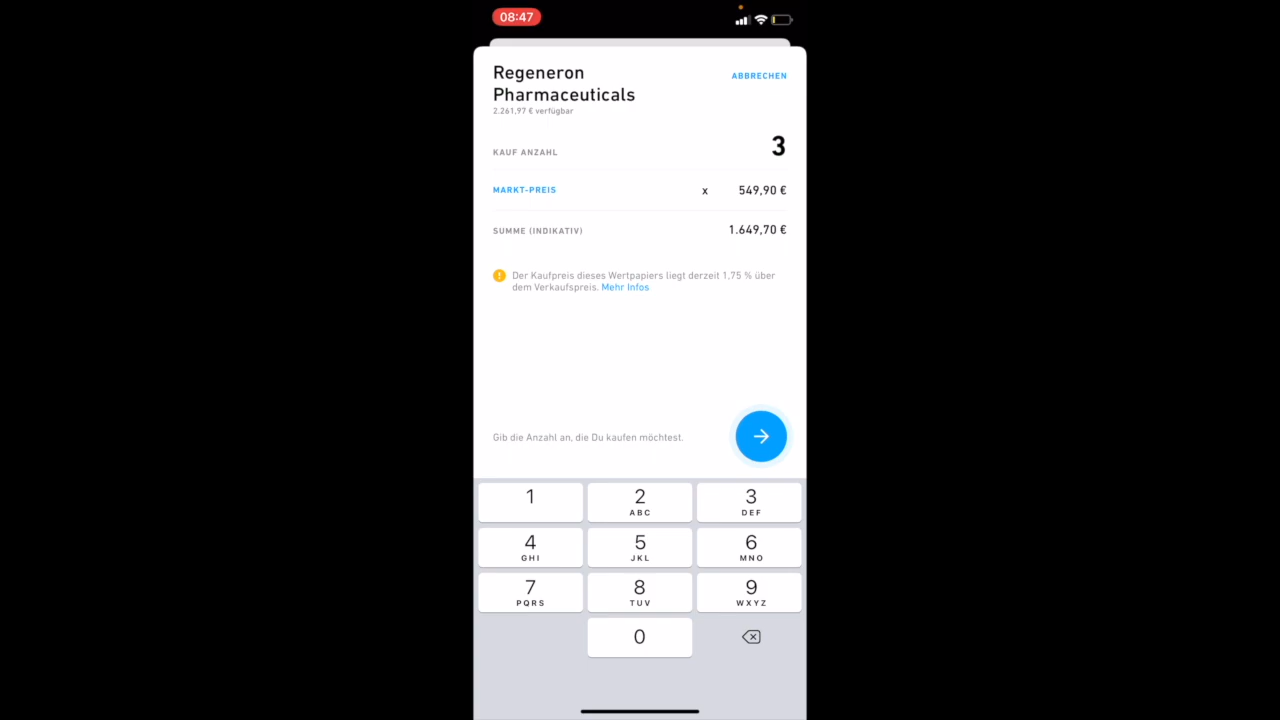 08:47
Regeneron
Pharmaceuticals
ABBRECHEN
2.261,97 € verfügbar
KAUF ANZAHL 3
MARKT-PREIS x 549,90 €
SUMME (INDIKATIV) 1.649,70 €
Der Kaufpreis dieses Wertpapiers liegt derzeit 1,75 % über
dem Verkaufspreis. Mehr Infos
Gib die Anzahl an, die Du kaufen möchtest.
1 2 3
ABC DEF
4 5 6
GHI JKL MNO
7 8 9
PQRS TUV WXYZ
0